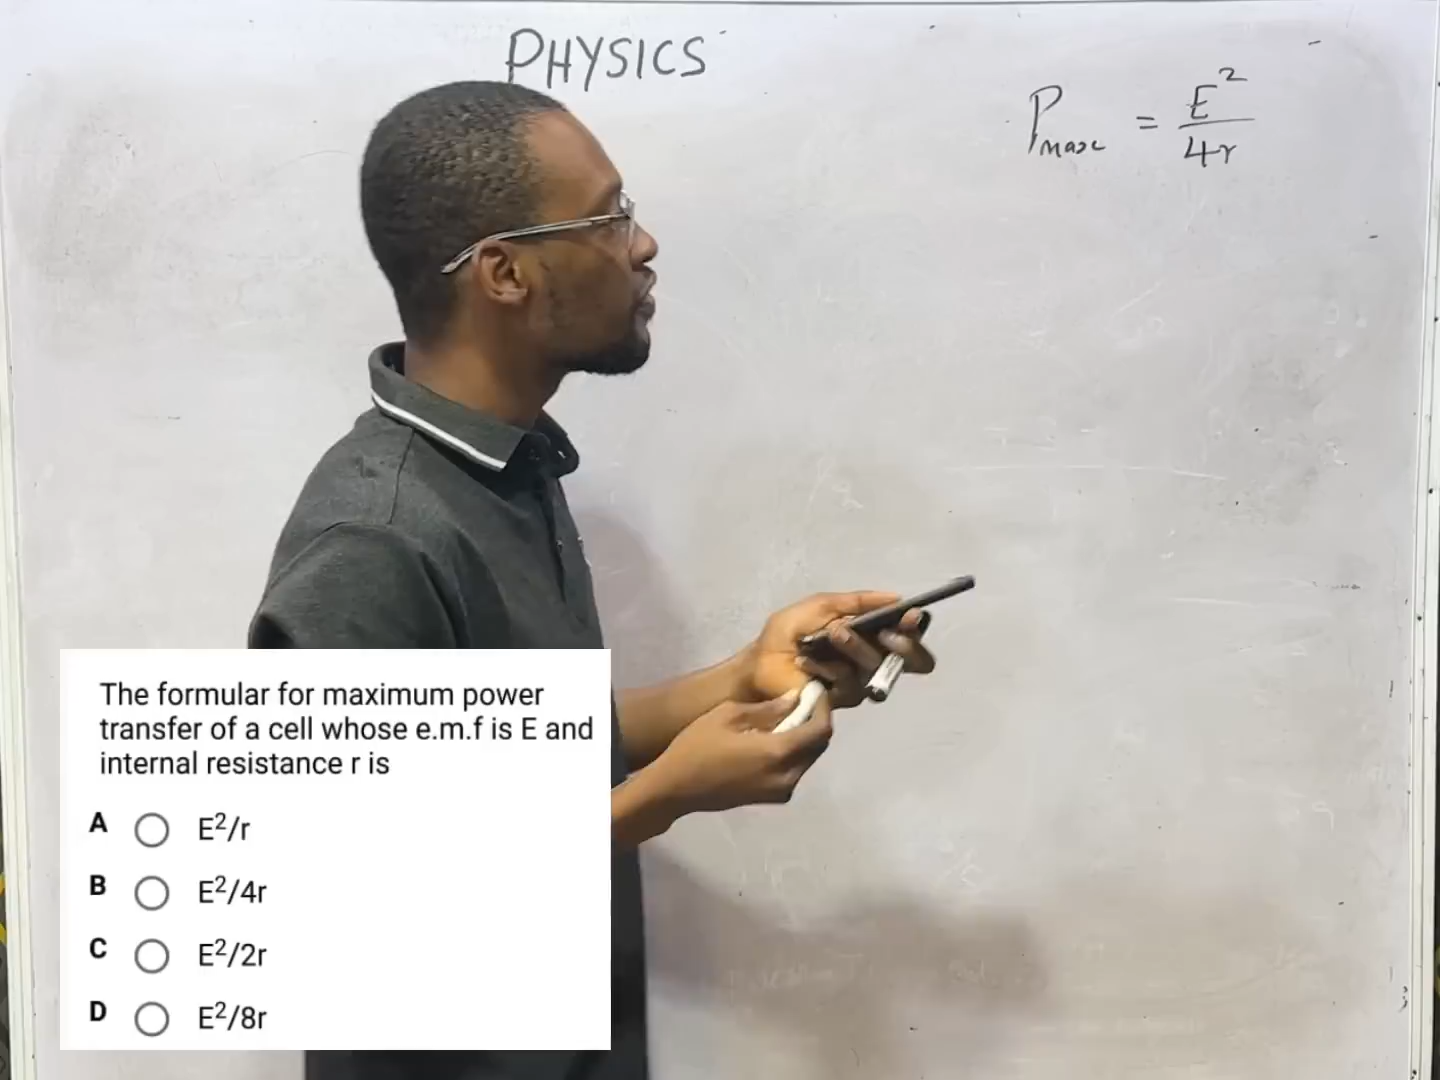 PHYSICS
Pmax = E²/4r
The formular for maximum power
transfer of a cell whose e.m.f is E and
internal resistance r is
A E²/r
B E²/4r
C E²/2r
D E²/8r